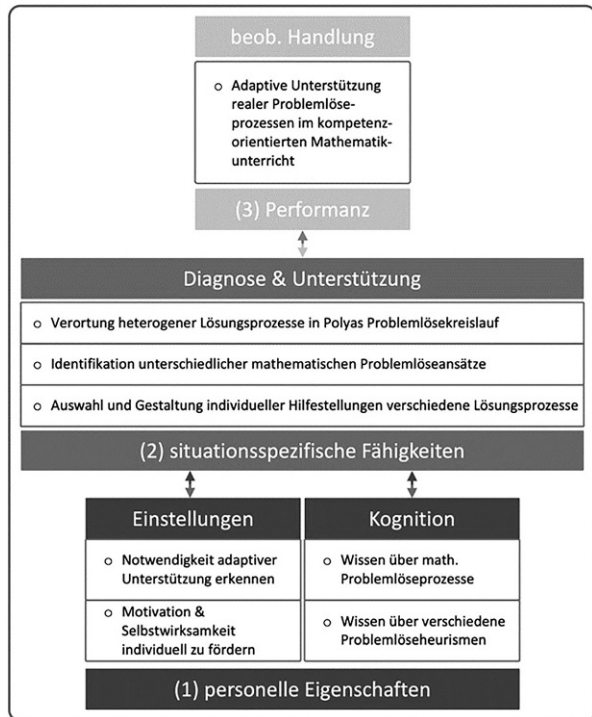 beob. Handlung
o Adaptive Unterstützung
realer Problemlöse-
prozessen im kompetenz-
orientierten Mathematik-
unterricht
(3) Performanz
Diagnose & Unterstützung
o Verortung heterogener Lösungsprozesse in Polyas Problemlösekreislauf
o Identifikation unterschiedlicher mathematischen Problemlöseansätze
o Auswahl und Gestaltung individueller Hilfestellungen verschiedene Lösungsprozesse
(2) situationsspezifische Fähigkeiten
Einstellungen
o Notwendigkeit adaptiver
Unterstützung erkennen
o Motivation &
Selbstwirksamkeit
individuell zu fördern
Kognition
o Wissen über math.
Problemlöseprozesse
o Wissen über verschiedene
Problemlöseheurismen
(1) personelle Eigenschaften